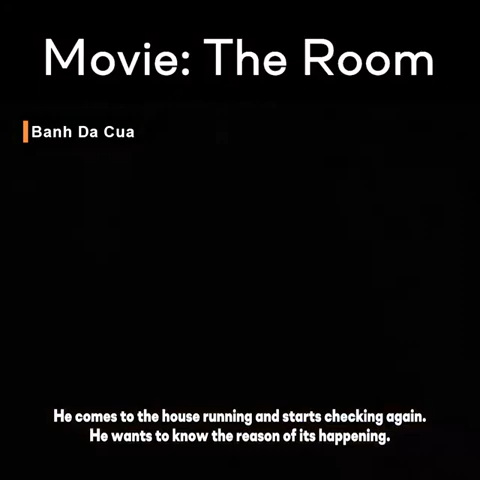 Movie: The Room
Banh Da Cua
He comes to the house running and starts checking again.
He wants to know the reason of its happening.